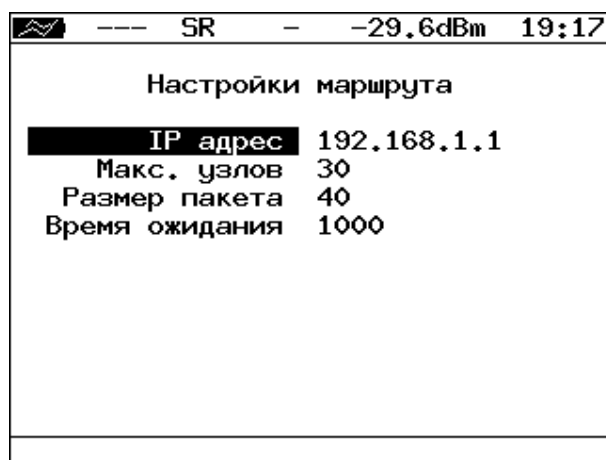 --- SR - -29.6dBm 19:17
Настройки маршрута
IP адрес 192.168.1.1
Макс. узлов 30
Размер пакета 40
Время ожидания 1000